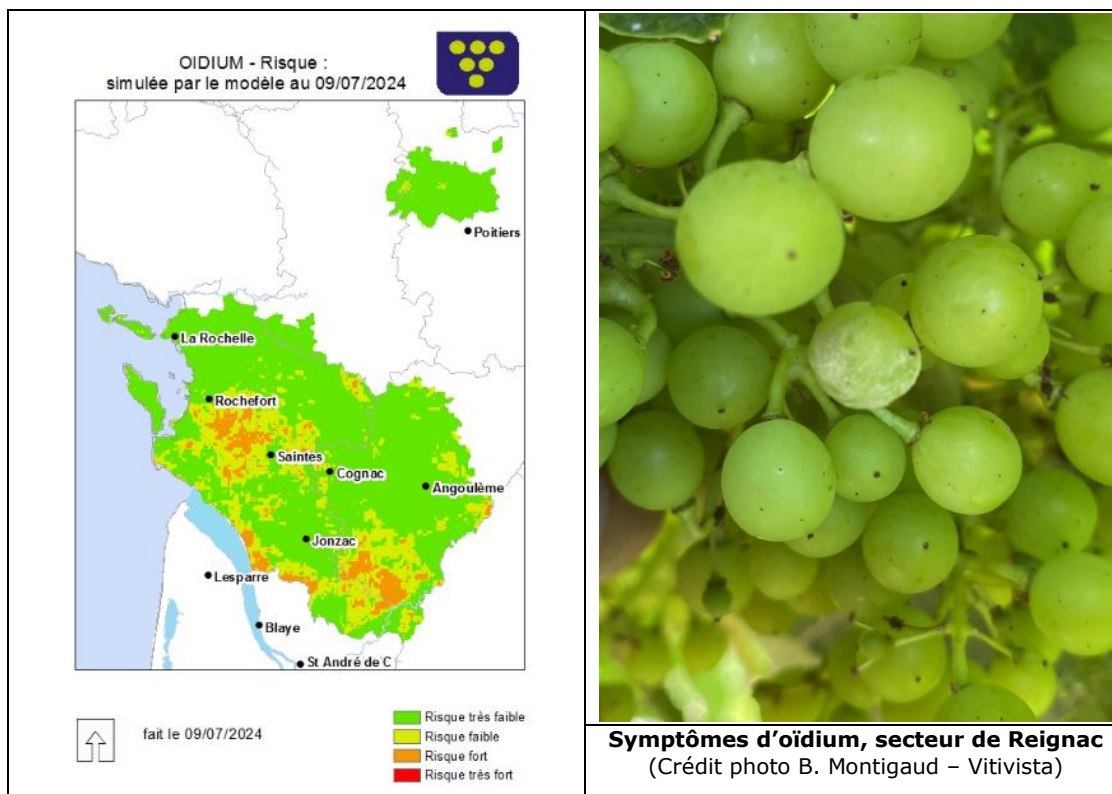 OIDIUM - Risque :
simulée par le modèle au 09/07/2024
Poitiers
La Rochelle
Rochefort
Saintes
Cognac
Angoulême
Jonzac
Lesparre
Blaye
St André de C
fait le 09/07/2024
Risque très faible
Risque faible
Risque fort
Risque très fort
Symptômes d’oïdium, secteur de Reignac
(Crédit photo B. Montigaud – Vitivista)